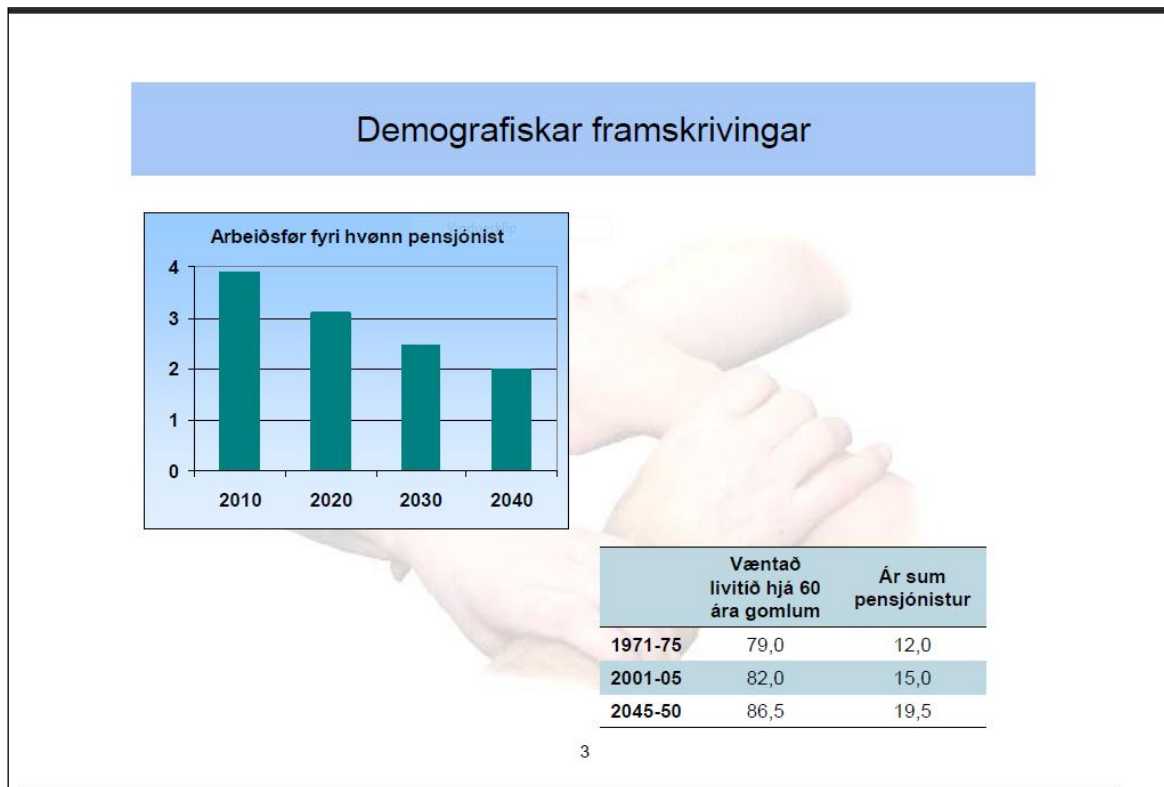 Demografiskar framskrivingar
Arbeiðsfør fyri hvønn pensjónist
4
3
2
1
0
2010 2020 2030 2040
Væntað
livitíð hjá 60
ára gomlum
Ár sum
pensjónistur
1971-75 79,0 12,0
2001-05 82,0 15,0
2045-50 86,5 19,5
3